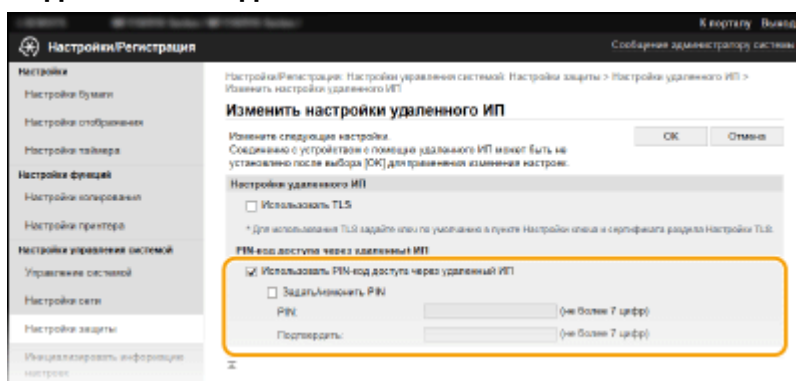 К порталу Выход
Настройки/Регистрация
Сообщение администратору системы
Настройки
Настройки бумаги
Настройки отображения
Настройки таймера
Настройки функций
Настройки копирования
Настройки принтера
Настройки управления системой
Управление системой
Настройки сети
Настройки защиты
Инициализировать информацию
настроек
Настройка/Регистрация: Настройки управления системой: Настройки защиты > Настройки удаленного ИП >
Изменить настройки удаленного ИП
Изменить настройки удаленного ИП
Измените следующие настройки.
Соединение с устройством с помощью удаленного ИП может быть не
установлено после выбора [OK] для применения изменения настроек.
OK Отмена
Настройки удаленного ИП
Использовать TLS
* Для использования TLS задайте ключ по умолчанию в пункте Настройки ключа и сертификата раздела Настройки TLS.
PIN-код доступа через удаленный ИП
Использовать PIN-код доступа через удаленный ИП
Задать/изменить PIN
PIN: (не более 7 цифр)
Подтвердить: (не более 7 цифр)